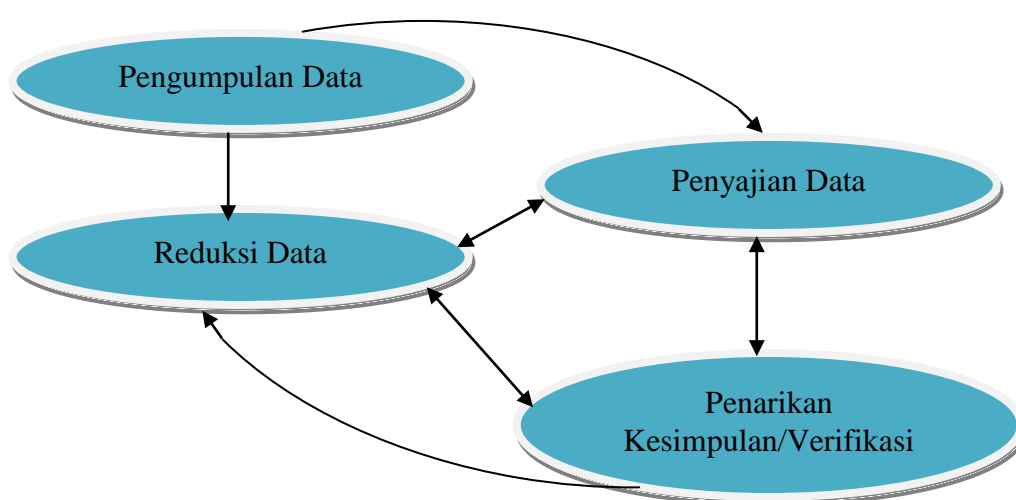 Pengumpulan Data
Penyajian Data
Reduksi Data
Penarikan
Kesimpulan/Verifikasi